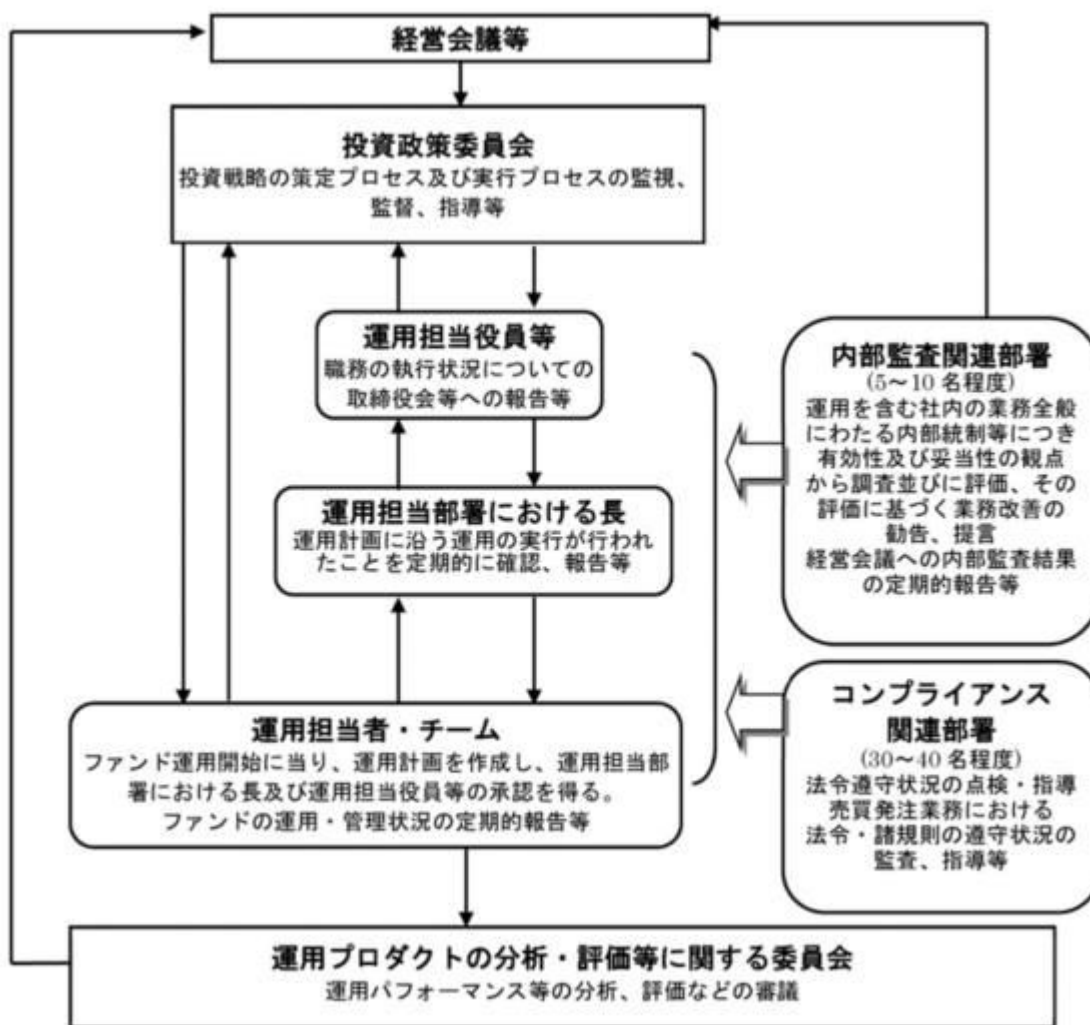 経営会議等
投資政策委員会
投資戦略の策定プロセス及び実行プロセスの監視、
監督、指導等
運用担当役員等
職務の執行状況についての
取締役会等への報告等
運用担当部署における長
運用計画に沿う運用の実行が行われ
たことを定期的に確認、報告等
運用担当者・チーム
ファンド運用開始に当り、運用計画を作成し、運用担当部
署における長及び運用担当役員等の承認を得る。
ファンドの運用・管理状況の定期的報告等
内部監査関連部署
(5～10 名程度)
運用を含む社内の業務全般
にわたる内部統制等につき
有効性及び妥当性の観点
から調査並びに評価、その
評価に基づく業務改善の
勧告、提言
経営会議への内部監査結果
の定期的報告等
コンプライアンス
関連部署
(30～40 名程度)
法令遵守状況の点検・指導
売買発注業務における
法令・諸規則の遵守状況の
監査、指導等
運用プロダクトの分析・評価等に関する委員会
運用パフォーマンス等の分析、評価などの審議